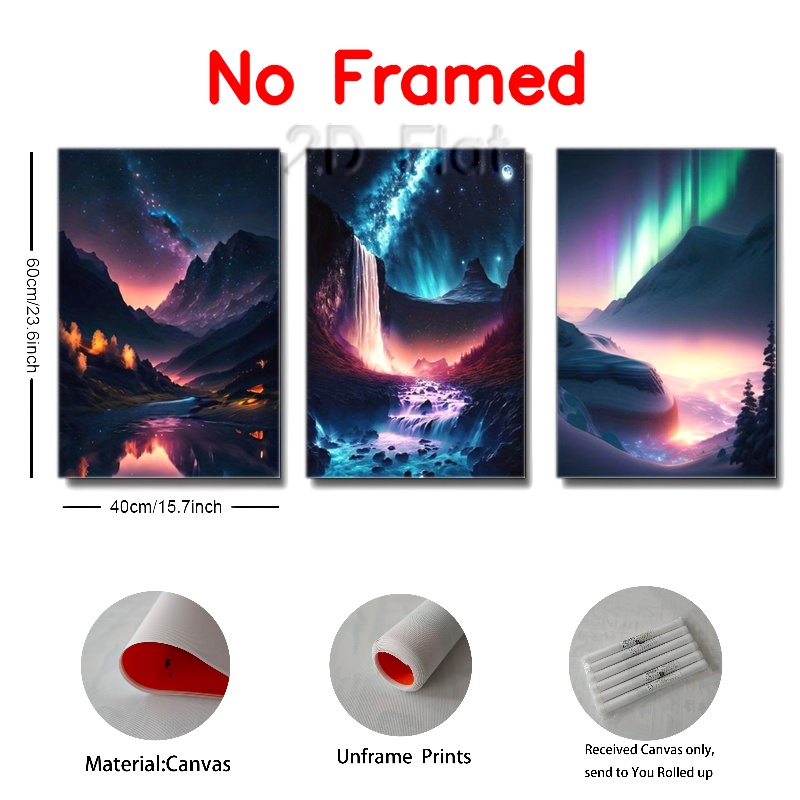 No Framed
2D Flat
60cm/23.6inch
40cm/15.7inch
Material:Canvas
Unframe Prints
Received Canvas only,
send to You Rolled up